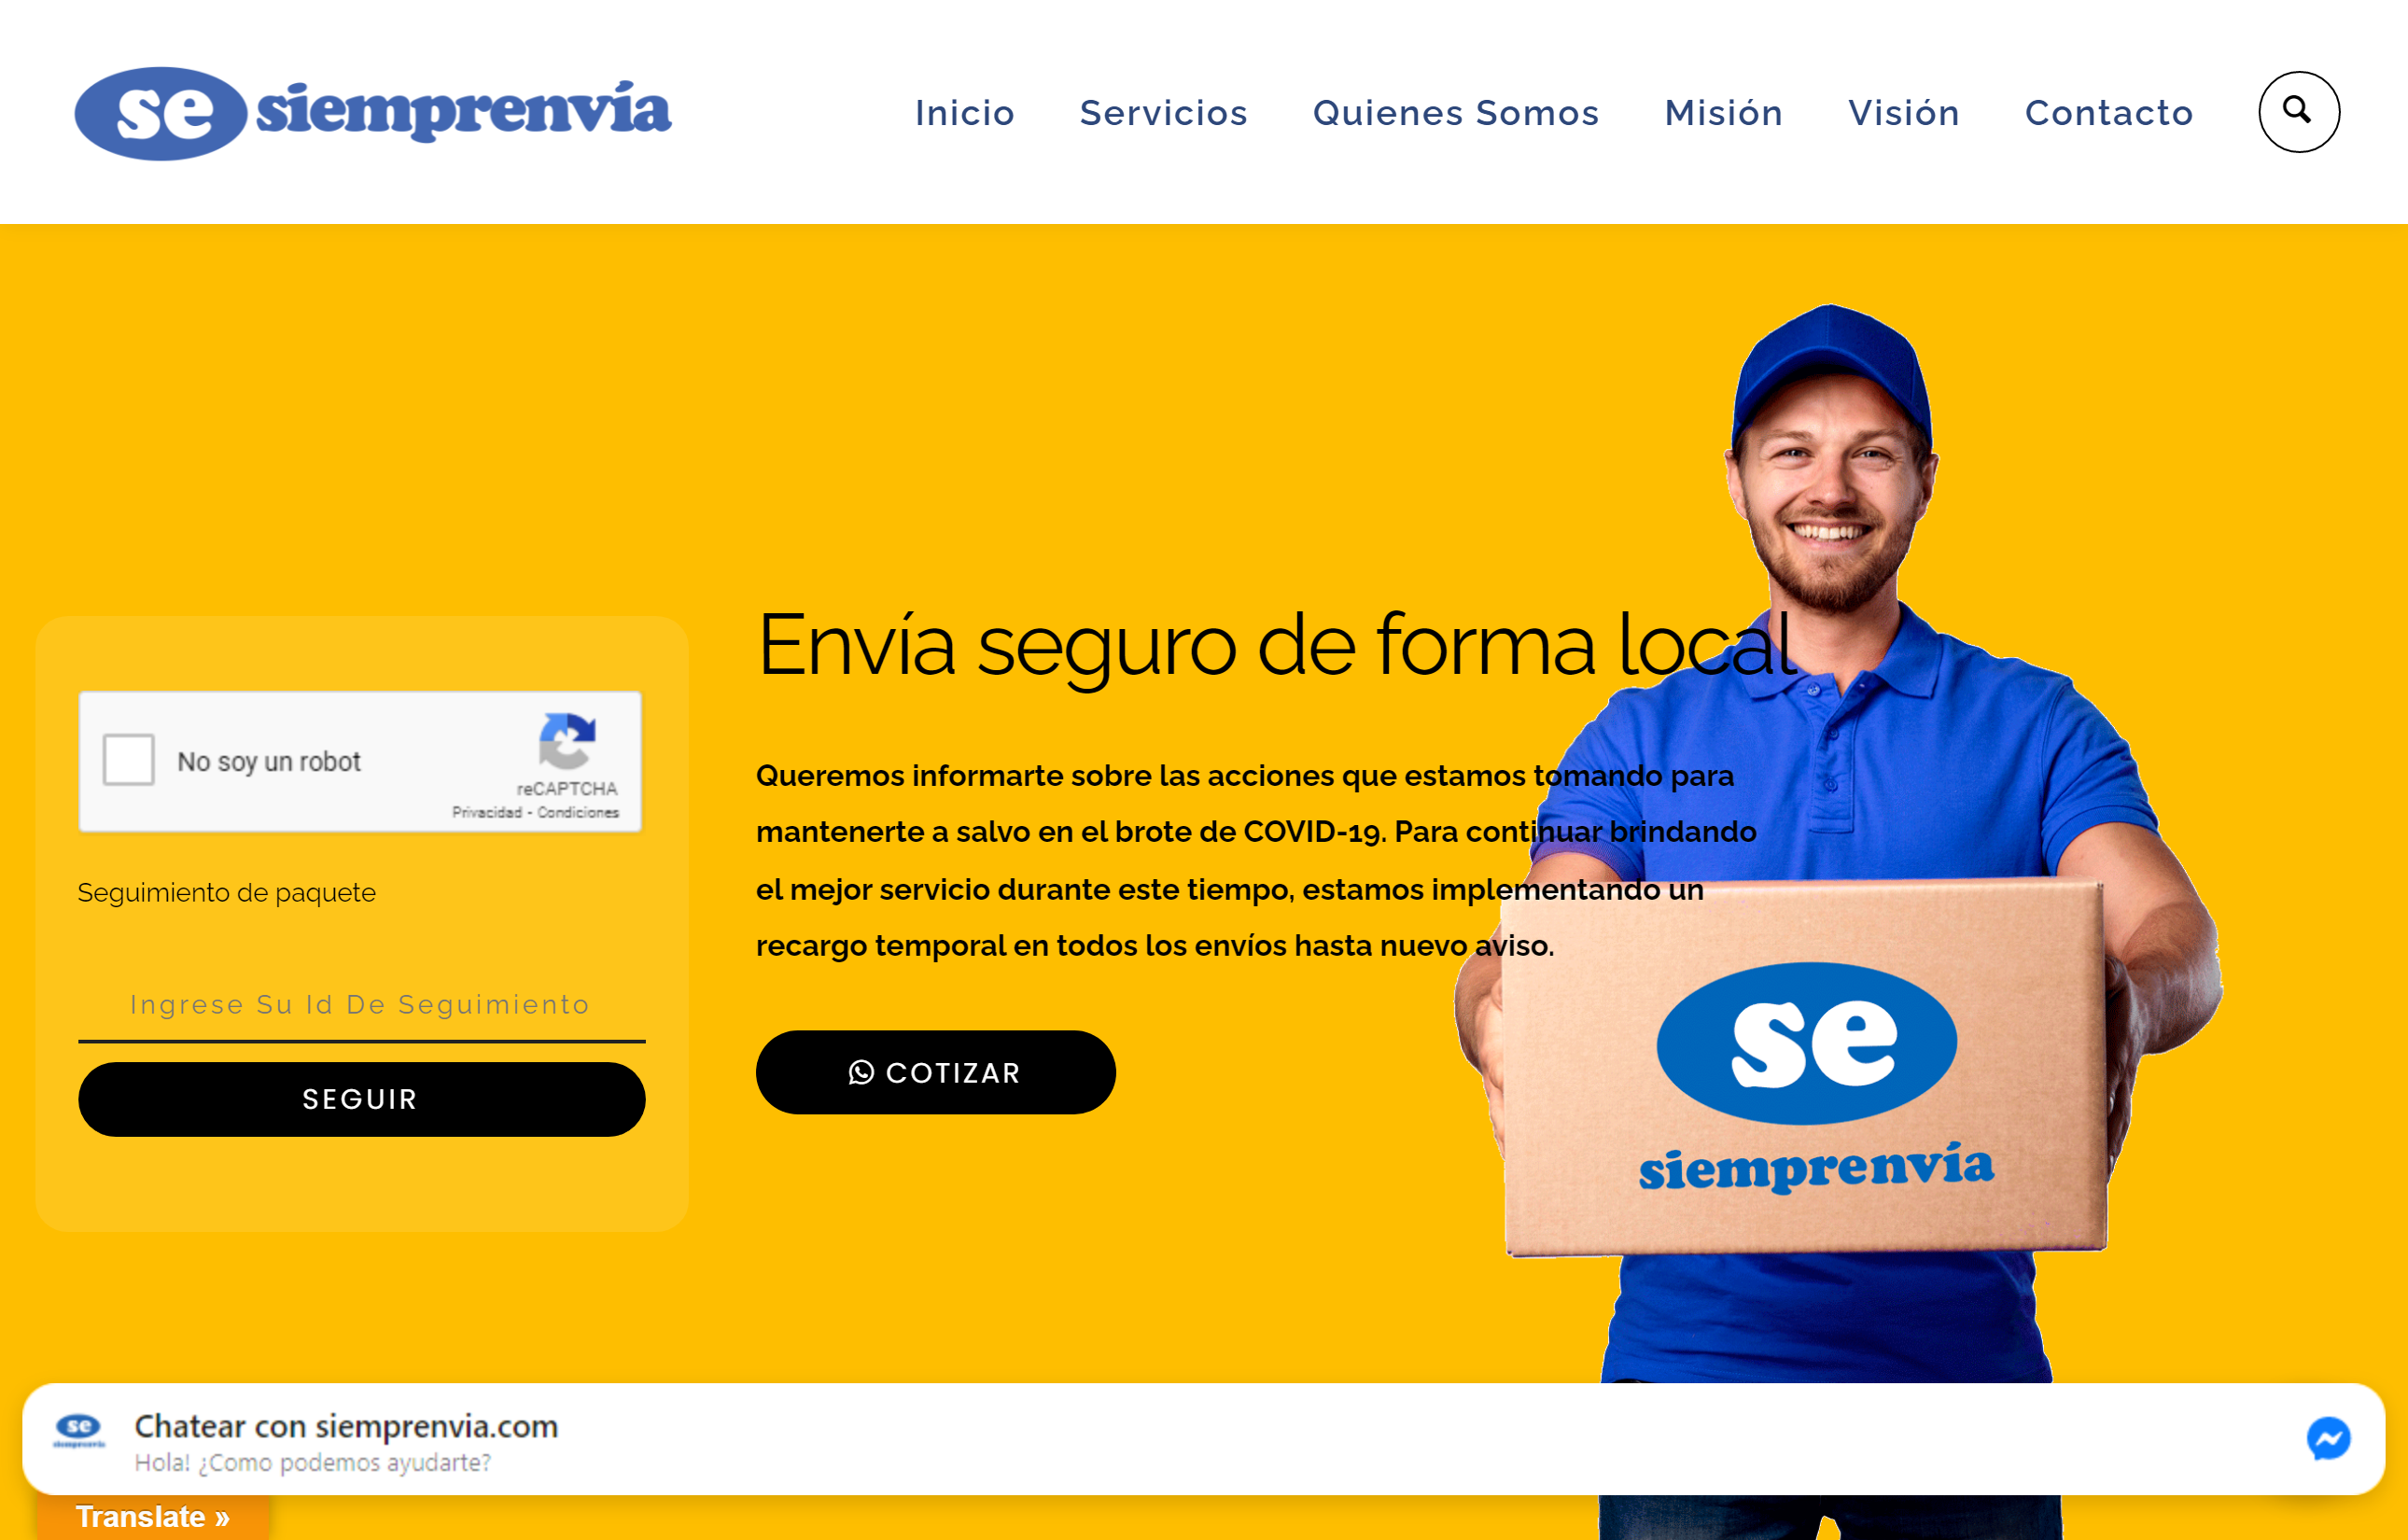 se siemprenvía
Inicio Servicios Quienes Somos Misión Visión Contacto
Envía seguro de forma local
No soy un robot
reCAPTCHA
Privacidad - Condiciones
Seguimiento de paquete
Ingrese Su Id De Seguimiento
SEGUIR
Queremos informarte sobre las acciones que estamos tomando para
mantenerte a salvo en el brote de COVID-19. Para continuar brindando
el mejor servicio durante este tiempo, estamos implementando un
recargo temporal en todos los envíos hasta nuevo aviso.
COTIZAR
se
siemprenvía
se
siemprenvía
Chatear con siemprenvia.com
Hola! ¿Como podemos ayudarte?
Translate »